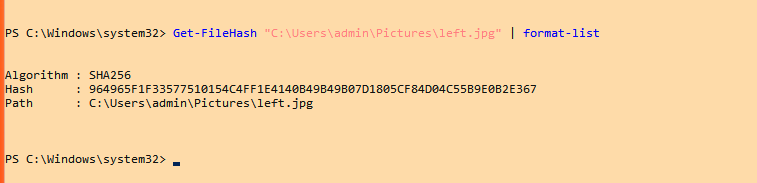 PS C:\Windows\system32> Get-FileHash "C:\Users\admin\Pictures\left.jpg" | format-list
Algorithm : SHA256
Hash      : 964965F1F33577510154C4FF1E4140B49B49B07D1805CF84D04C55B9E0B2E367
Path      : C:\Users\admin\Pictures\left.jpg
PS C:\Windows\system32>